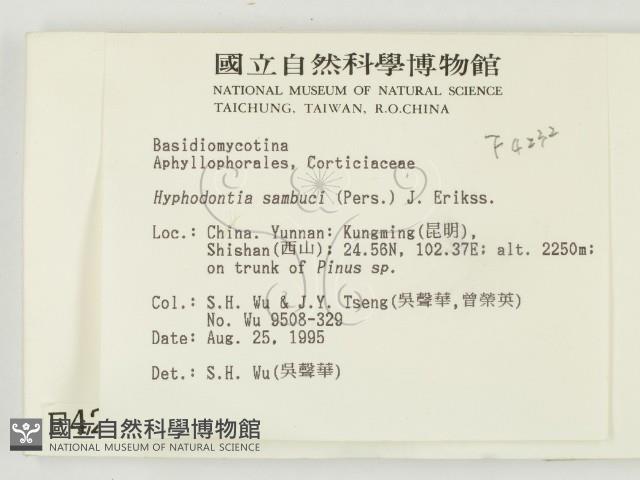 國立自然科學博物館
NATIONAL MUSEUM OF NATURAL SCIENCE
TAICHUNG, TAIWAN, R.O.CHINA
F4232
Basidiomycotina
Aphyllophorales, Corticiaceae
Hyphodontia sambuci (Pers.) J. Erikss.
Loc.: China. Yunnan: Kungming(昆明),
Shishan(西山); 24.56N, 102.37E; alt. 2250m;
on trunk of Pinus sp.
Col.: S.H. Wu & J.Y. Tseng(吳聲華,曾榮英)
No. Wu 9508-329
Date: Aug. 25, 1995
Det.: S.H. Wu(吳聲華)
F42
國立自然科學博物館
NATIONAL MUSEUM OF NATURAL SCIENCE